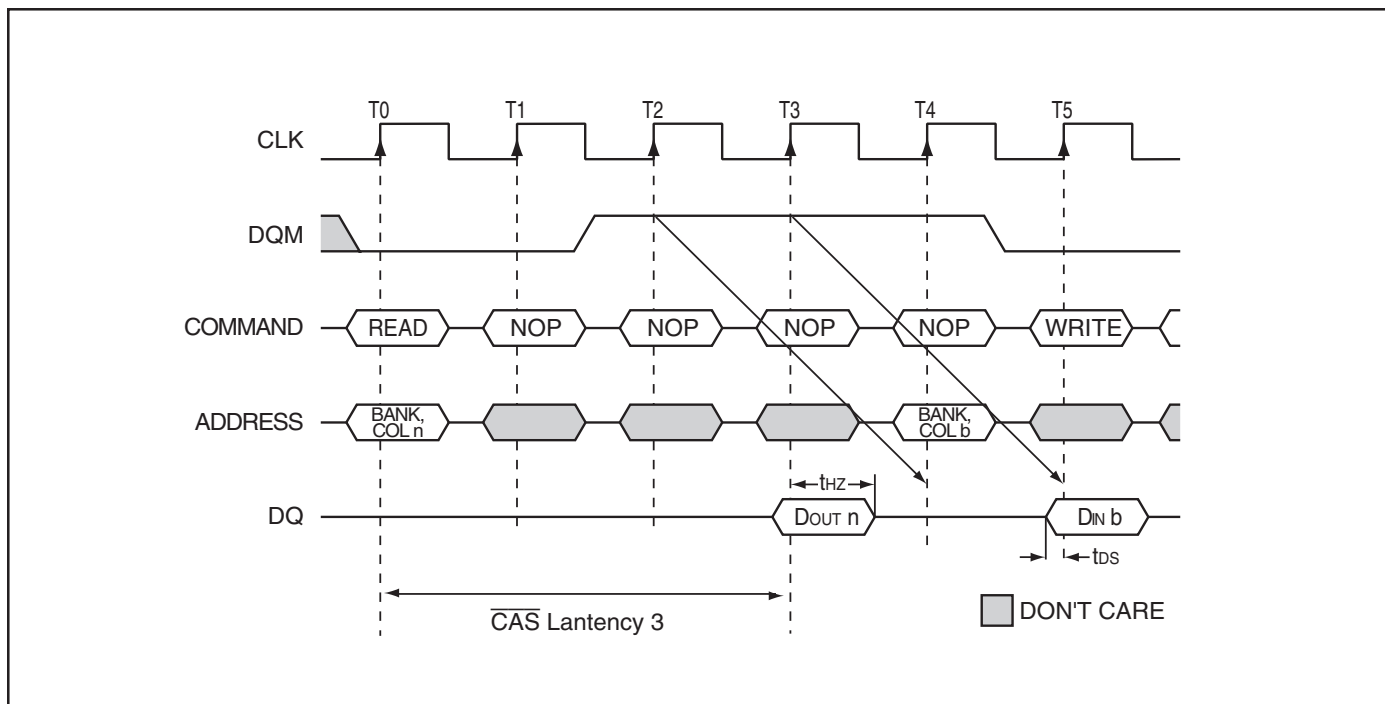 T0 T1 T2 T3 T4 T5
CLK
DQM
COMMAND READ NOP NOP NOP NOP WRITE
ADDRESS BANK, COL n BANK, COL b
tHZ
DQ DOUT n DIN b
tDS
CAS Lantency 3
DON'T CARE